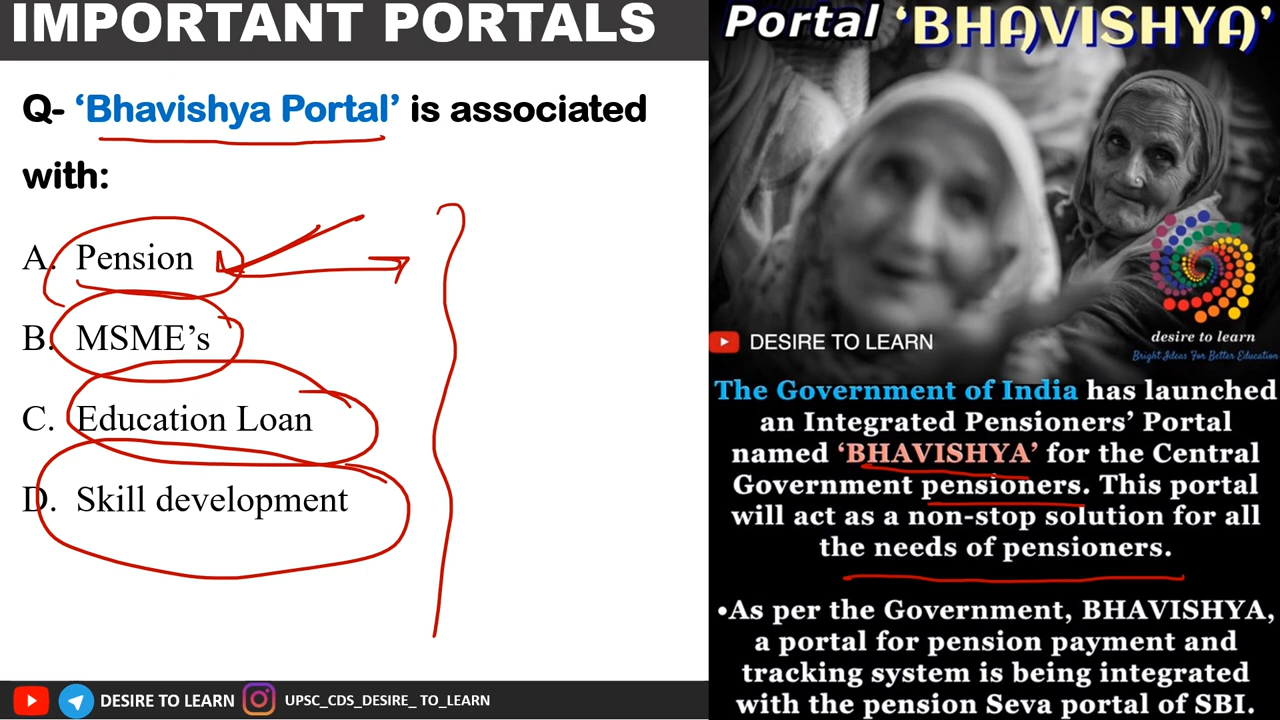 IMPORTANT PORTALS
Q- ‘Bhavishya Portal’ is associated
with:
A. Pension
B. MSME’s
C. Education Loan
D. Skill development
DESIRE TO LEARN
UPSC_CDS_DESIRE_ TO_LEARN
Portal ‘BHAVISHYA’
DESIRE TO LEARN
desire to learn
Bright Ideas For Better Education
The Government of India has launched
an Integrated Pensioners’ Portal
named ‘BHAVISHYA’ for the Central
Government pensioners. This portal
will act as a non-stop solution for all
the needs of pensioners.
•As per the Government, BHAVISHYA,
a portal for pension payment and
tracking system is being integrated
with the pension Seva portal of SBI.